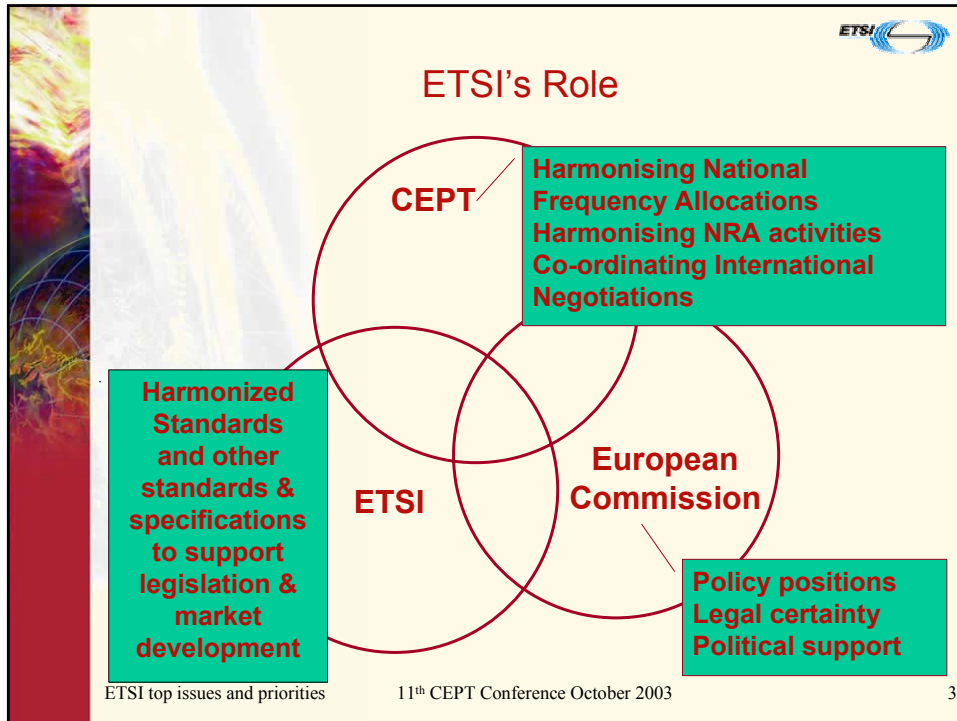 ETSI
ETSI's Role
CEPT
Harmonising National
Frequency Allocations
Harmonising NRA activities
Co-ordinating International
Negotiations
Harmonized
Standards
and other
standards &
specifications
to support
legislation &
market
development
ETSI
European
Commission
Policy positions
Legal certainty
Political support
ETSI top issues and priorities
11th CEPT Conference October 2003
3